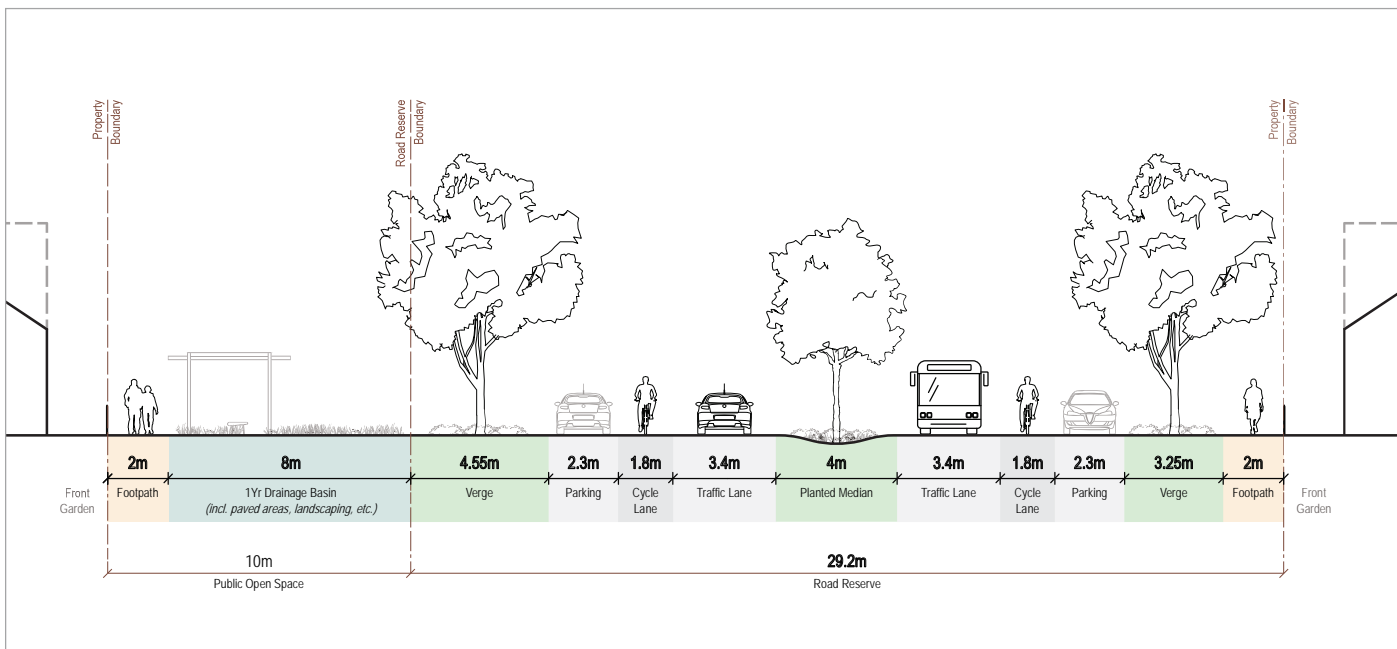 Property
Boundary
Road Reserve
Boundary
Property
Boundary
2m
8m
4.55m
2.3m
1.8m
3.4m
4m
3.4m
1.8m
2.3m
3.25m
2m
Front
Garden
Footpath
1Yr Drainage Basin
(incl. paved areas, landscaping, etc.)
Verge
Parking
Cycle
Lane
Traffic Lane
Planted Median
Traffic Lane
Cycle
Lane
Parking
Verge
Footpath
Front
Garden
10m
Public Open Space
29.2m
Road Reserve